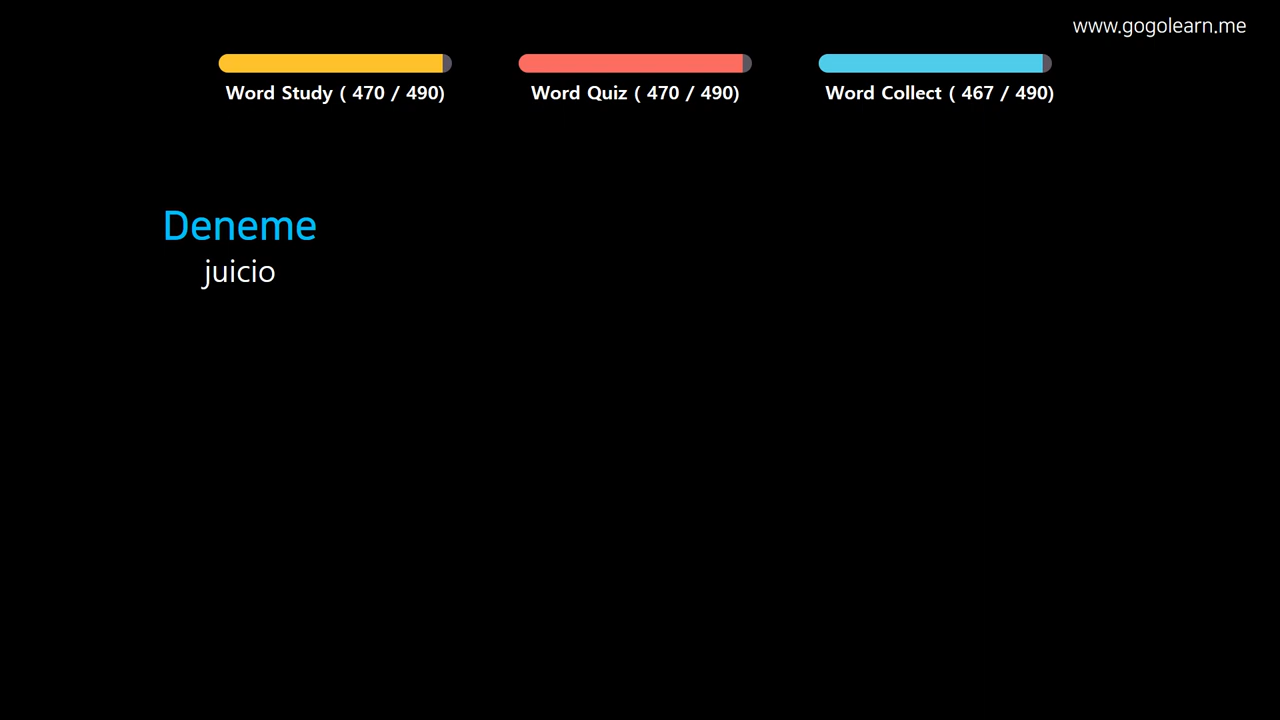 www.gogolearn.me
Word Study ( 470 / 490)
Word Quiz ( 470 / 490)
Word Collect ( 467 / 490)
Deneme
juicio